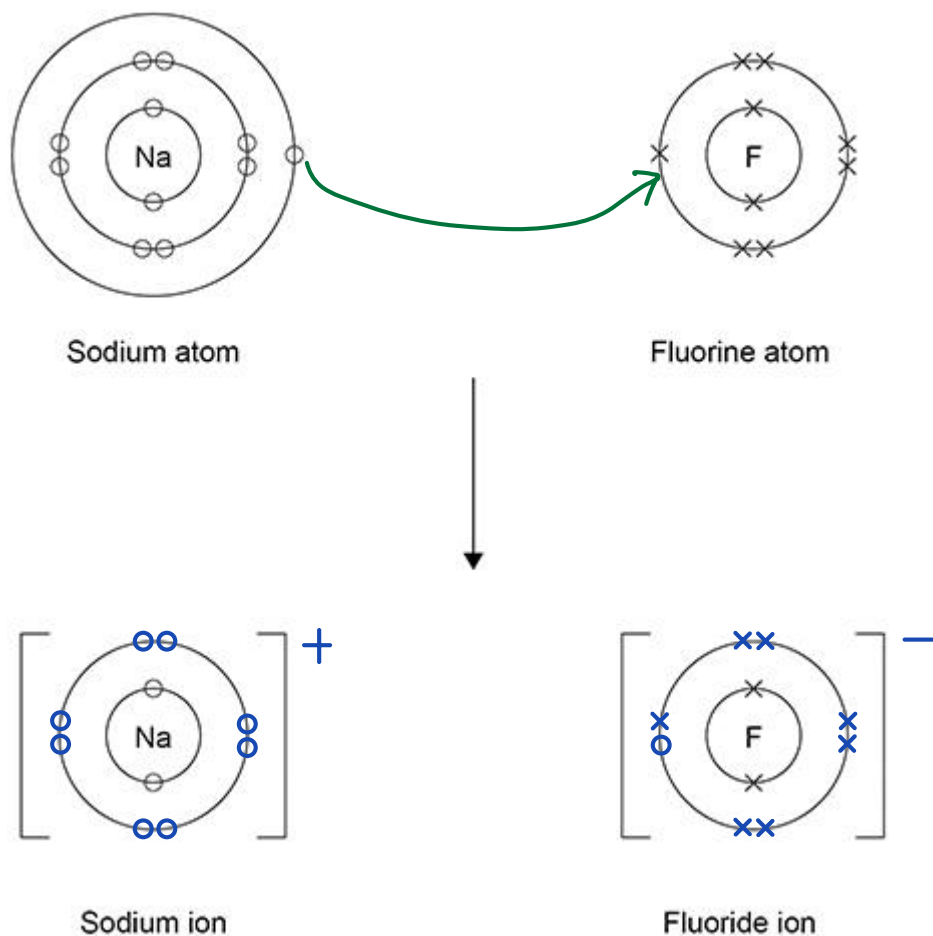 Na F
Sodium atom Fluorine atom
Na + F −
Sodium ion Fluoride ion